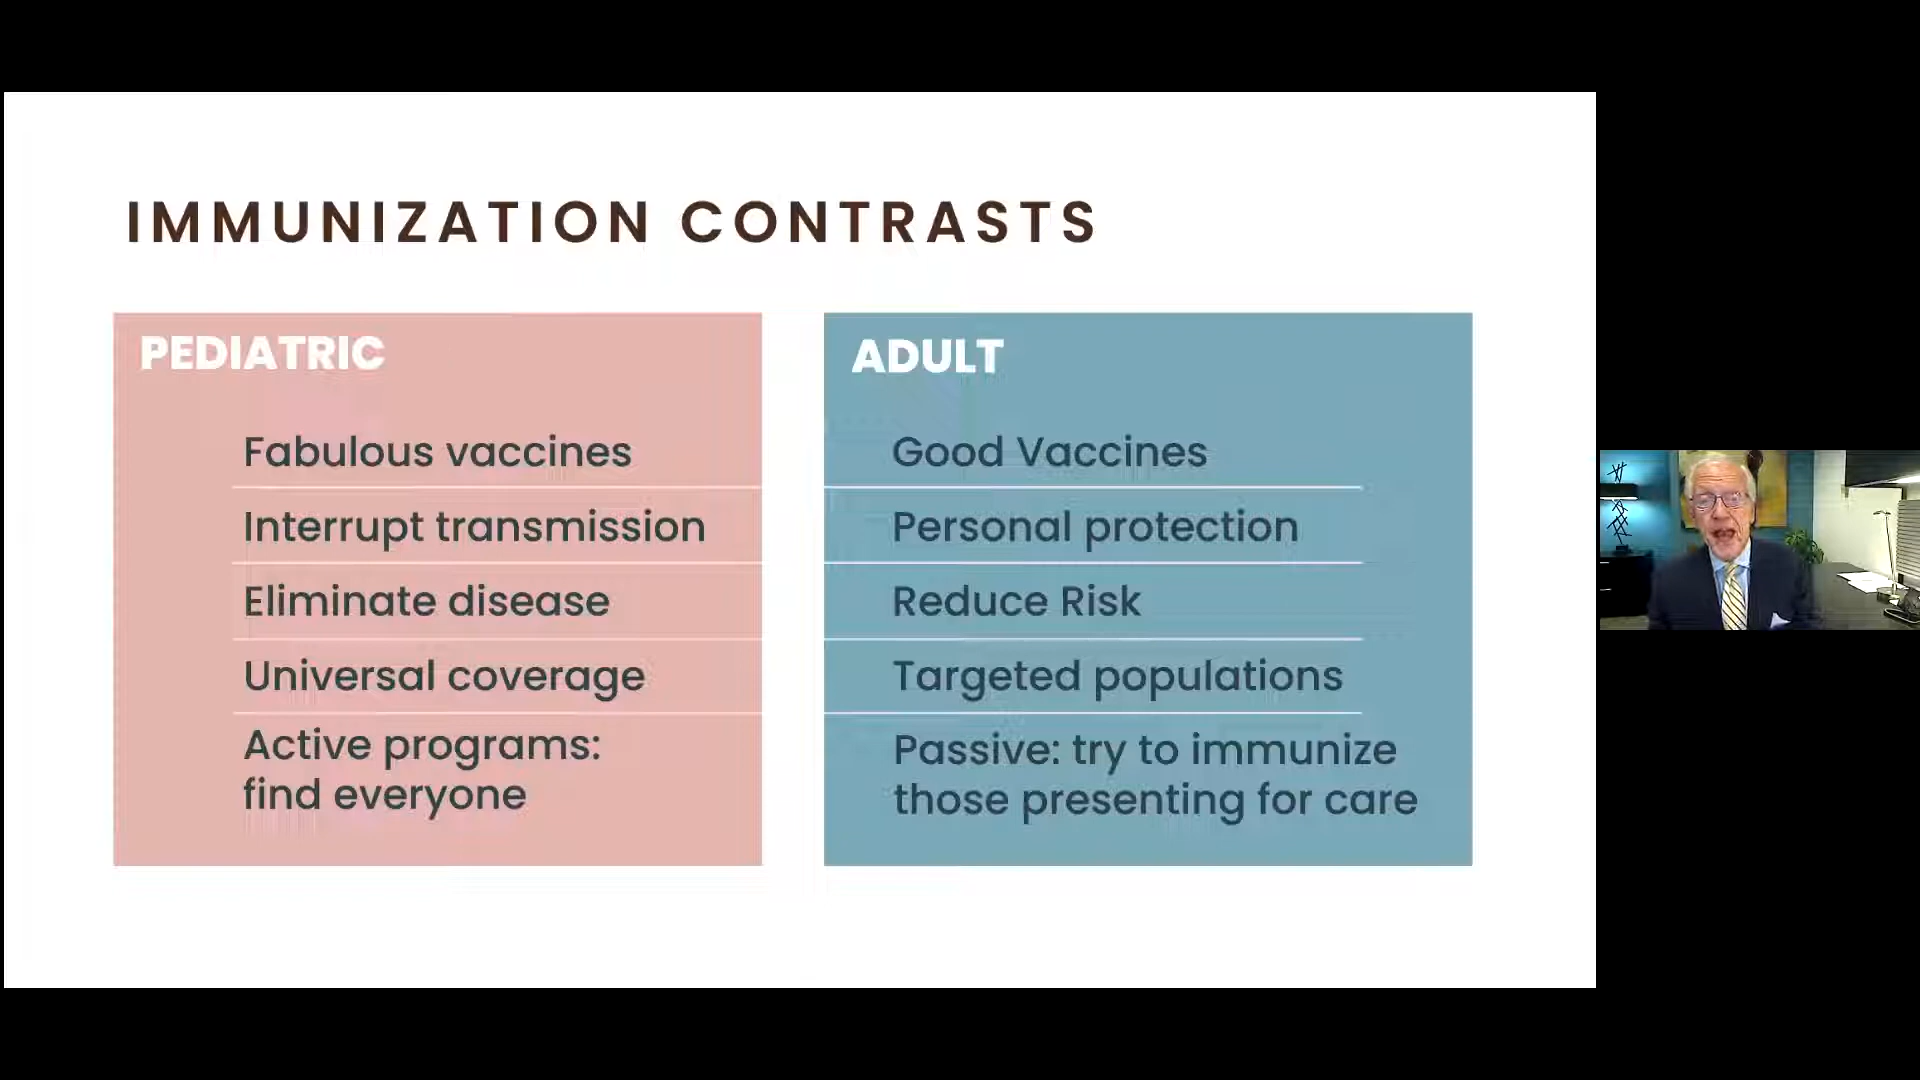 IMMUNIZATION CONTRASTS
PEDIATRIC
Fabulous vaccines
Interrupt transmission
Eliminate disease
Universal coverage
Active programs:
find everyone
ADULT
Good Vaccines
Personal protection
Reduce Risk
Targeted populations
Passive: try to immunize
those presenting for care